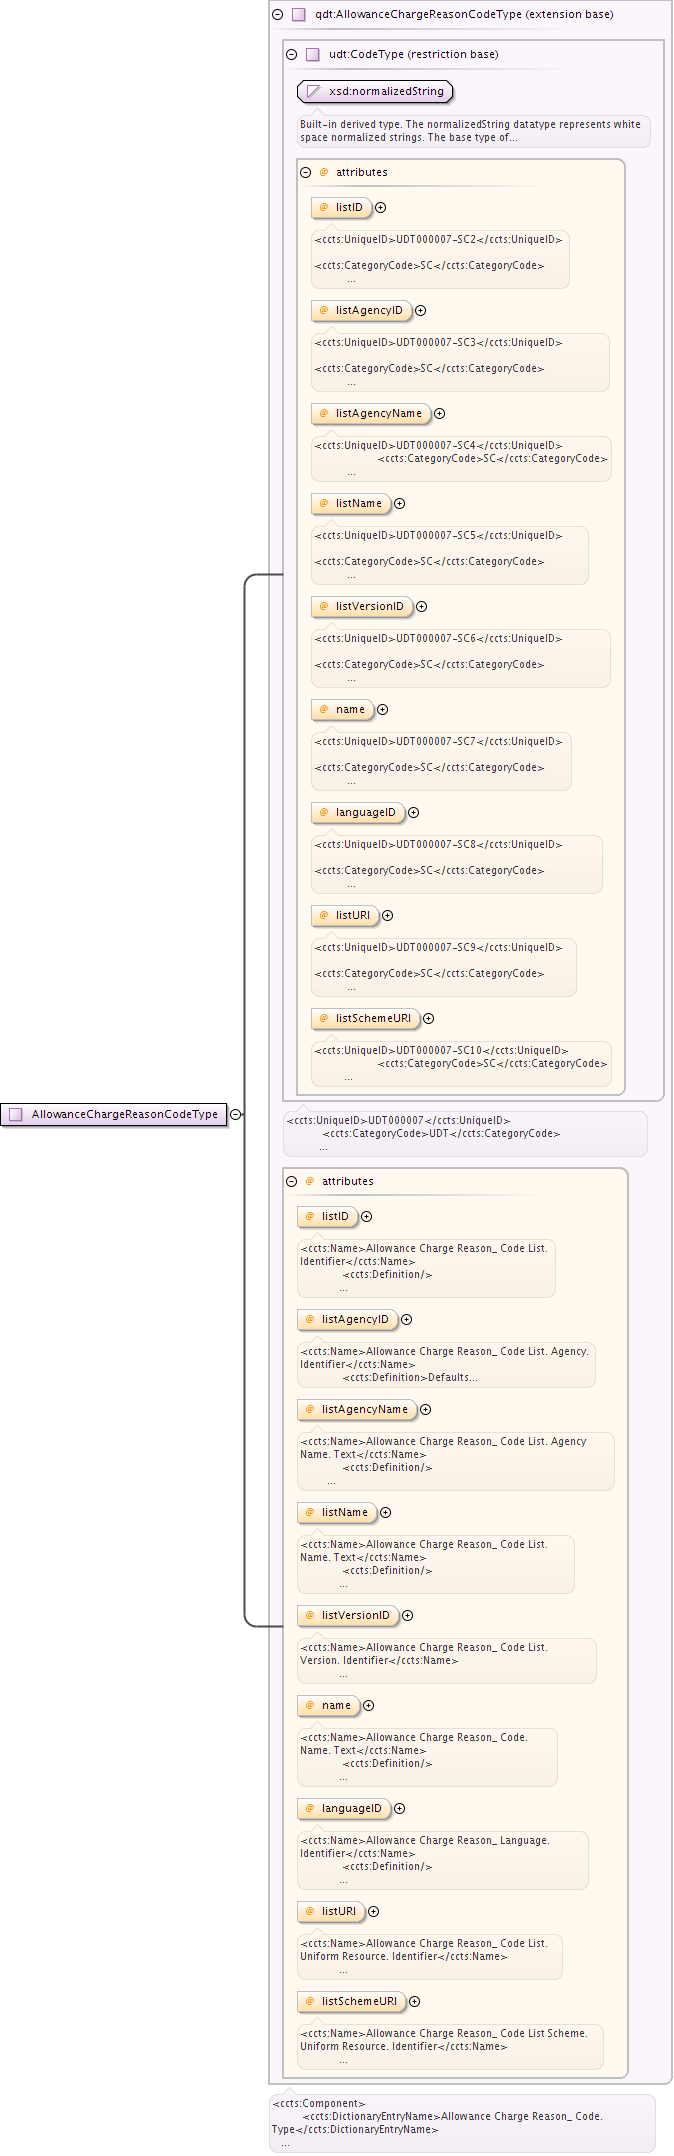 qdt:AllowanceChargeReasonCodeType (extension base)
udt:CodeType (restriction base)
xsd:normalizedString
Built-in derived type. The normalizedString datatype represents white
space normalized strings. The base type of...
@ attributes
@ listID
<ccts:UniqueID>UDT000007-SC2</ccts:UniqueID>
<ccts:CategoryCode>SC</ccts:CategoryCode>
...
@ listAgencyID
<ccts:UniqueID>UDT000007-SC3</ccts:UniqueID>
<ccts:CategoryCode>SC</ccts:CategoryCode>
...
@ listAgencyName
<ccts:UniqueID>UDT000007-SC4</ccts:UniqueID>
<ccts:CategoryCode>SC</ccts:CategoryCode>
...
@ listName
<ccts:UniqueID>UDT000007-SC5</ccts:UniqueID>
<ccts:CategoryCode>SC</ccts:CategoryCode>
...
@ listVersionID
<ccts:UniqueID>UDT000007-SC6</ccts:UniqueID>
<ccts:CategoryCode>SC</ccts:CategoryCode>
...
@ name
<ccts:UniqueID>UDT000007-SC7</ccts:UniqueID>
<ccts:CategoryCode>SC</ccts:CategoryCode>
...
@ languageID
<ccts:UniqueID>UDT000007-SC8</ccts:UniqueID>
<ccts:CategoryCode>SC</ccts:CategoryCode>
...
@ listURI
<ccts:UniqueID>UDT000007-SC9</ccts:UniqueID>
<ccts:CategoryCode>SC</ccts:CategoryCode>
...
@ listSchemeURI
<ccts:UniqueID>UDT000007-SC10</ccts:UniqueID>
<ccts:CategoryCode>SC</ccts:CategoryCode>
...
AllowanceChargeReasonCodeType
<ccts:UniqueID>UDT000007</ccts:UniqueID>
<ccts:CategoryCode>UDT</ccts:CategoryCode>
...
@ attributes
@ listID
<ccts:Name>Allowance Charge Reason_ Code List.
Identifier</ccts:Name>
<ccts:Definition/>
...
@ listAgencyID
<ccts:Name>Allowance Charge Reason_ Code List. Agency.
Identifier</ccts:Name>
<ccts:Definition>Defaults...
@ listAgencyName
<ccts:Name>Allowance Charge Reason_ Code List. Agency
Name. Text</ccts:Name>
<ccts:Definition/>
...
@ listName
<ccts:Name>Allowance Charge Reason_ Code List.
Name. Text</ccts:Name>
<ccts:Definition/>
...
@ listVersionID
<ccts:Name>Allowance Charge Reason_ Code List.
Version. Identifier</ccts:Name>
...
@ name
<ccts:Name>Allowance Charge Reason_ Code.
Name. Text</ccts:Name>
<ccts:Definition/>
...
@ languageID
<ccts:Name>Allowance Charge Reason_ Language.
Identifier</ccts:Name>
<ccts:Definition/>
...
@ listURI
<ccts:Name>Allowance Charge Reason_ Code List.
Uniform Resource. Identifier</ccts:Name>
...
@ listSchemeURI
<ccts:Name>Allowance Charge Reason_ Code List Scheme.
Uniform Resource. Identifier</ccts:Name>
...
<ccts:Component>
<ccts:DictionaryEntryName>Allowance Charge Reason_ Code.
Type</ccts:DictionaryEntryName>
...